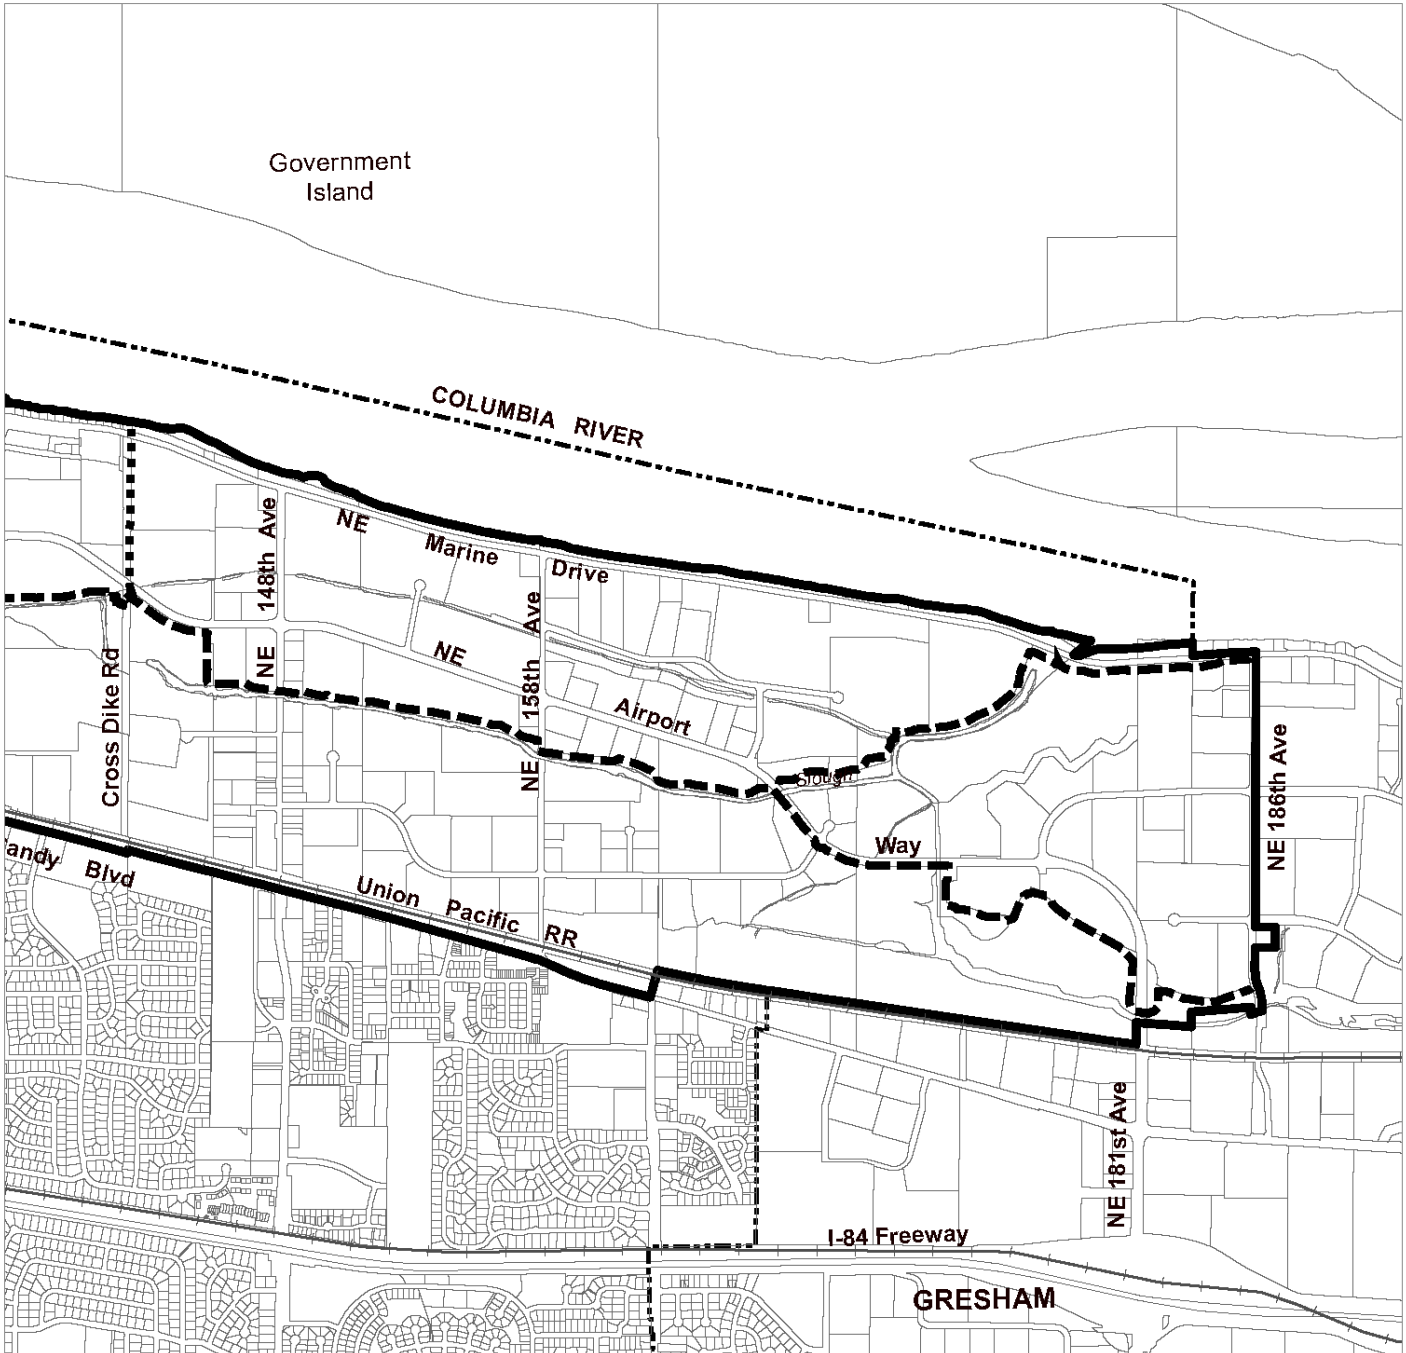 Government
Island
COLUMBIA RIVER
NE Marine Drive
NE 148th Ave
NE 158th Ave
NE Airport Way
Cross Dike Rd
Slough
NE 186th Ave
andy Blvd
Union Pacific RR
NE 181st Ave
I-84 Freeway
GRESHAM